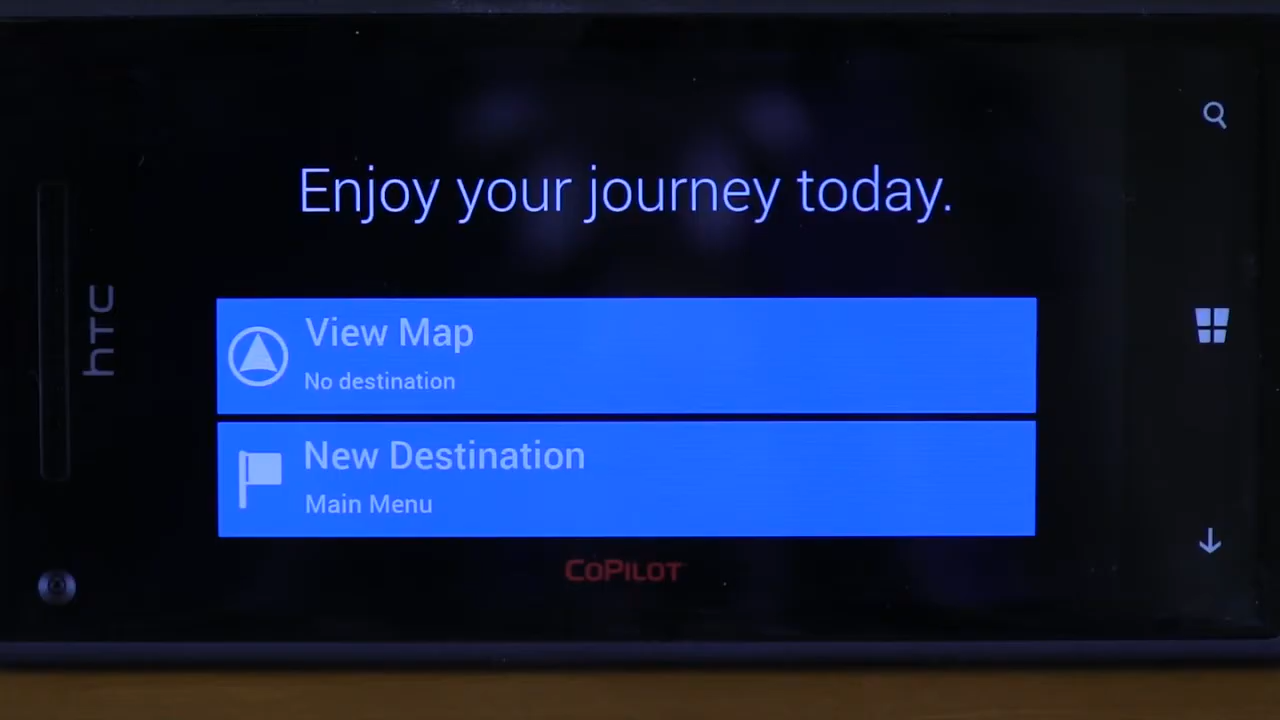 Enjoy your journey today.
hTC
View Map
No destination
New Destination
Main Menu
COPILOT